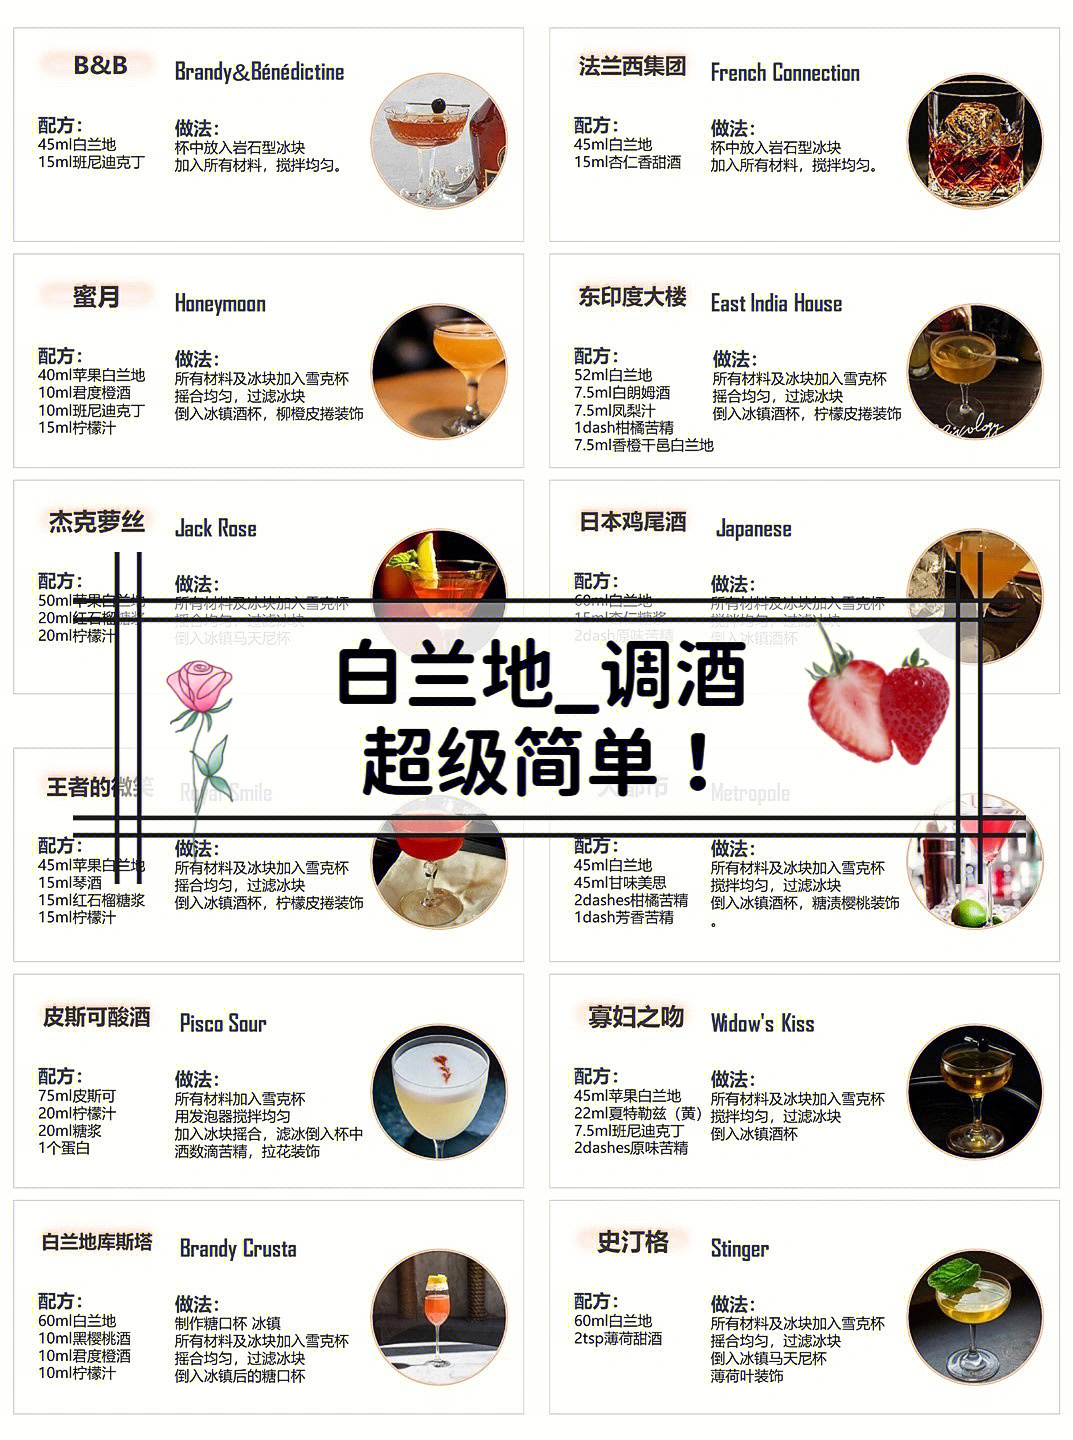 B&B
Brandy&Bénédictine
配方：
45ml白兰地
15ml班尼迪克丁
做法：
杯中放入岩石型冰块
加入所有材料，搅拌均匀。
法兰西集团
French Connection
配方：
45ml白兰地
15ml杏仁香甜酒
做法：
杯中放入岩石型冰块
加入所有材料，搅拌均匀。
蜜月
Honeymoon
配方：
40ml苹果白兰地
10ml君度橙酒
10ml班尼迪克丁
15ml柠檬汁
做法：
所有材料及冰块加入雪克杯
摇合均匀，过滤冰块
倒入冰镇酒杯，柳橙皮捲装饰
东印度大楼
East India House
配方：
52ml白兰地
7.5ml白朗姆酒
7.5ml凤梨汁
1dash柑橘苦精
7.5ml香橙干邑白兰地
做法：
所有材料及冰块加入雪克杯
摇合均匀，过滤冰块
倒入冰镇酒杯，柠檬皮捲装饰
杰克萝丝
Jack Rose
配方：
50ml苹果白兰地
20ml红石榴糖浆
20ml柠檬汁
做法：
所有材料及冰块加入雪克杯
摇合均匀，过滤冰块
倒入冰镇马天尼杯
日本鸡尾酒
Japanese
配方：
60ml白兰地
15ml杏仁糖浆
2dash原味苦精
做法：
所有材料及冰块加入雪克杯
搅拌均匀，过滤冰块
倒入冰镇酒杯
白兰地_调酒
超级简单！
王者的微笑
Royal Smile
配方：
45ml苹果白兰地
15ml琴酒
15ml红石榴糖浆
15ml柠檬汁
做法：
所有材料及冰块加入雪克杯
摇合均匀，过滤冰块
倒入冰镇酒杯，柠檬皮捲装饰
大都市
Metropole
配方：
45ml白兰地
45ml甘味美思
2dashes柑橘苦精
1dash芳香苦精
做法：
所有材料及冰块加入雪克杯
搅拌均匀，过滤冰块
倒入冰镇酒杯，糖渍樱桃装饰
。
皮斯可酸酒
Pisco Sour
配方：
75ml皮斯可
20ml柠檬汁
20ml糖浆
1个蛋白
做法：
所有材料加入雪克杯
用发泡器搅拌均匀
加入冰块摇合，滤冰倒入杯中
洒数滴苦精，拉花装饰
寡妇之吻
Widow's Kiss
配方：
45ml苹果白兰地
22ml夏特勒兹（黄）
7.5ml班尼迪克丁
2dashes原味苦精
做法：
所有材料及冰块加入雪克杯
搅拌均匀，过滤冰块
倒入冰镇酒杯
白兰地库斯塔
Brandy Crusta
配方：
60ml白兰地
10ml黑樱桃酒
10ml君度橙酒
10ml柠檬汁
做法：
制作糖口杯 冰镇
所有材料及冰块加入雪克杯
摇合均匀，过滤冰块
倒入冰镇后的糖口杯
史汀格
Stinger
配方：
60ml白兰地
2tsp薄荷甜酒
做法：
所有材料及冰块加入雪克杯
摇合均匀，过滤冰块
倒入冰镇马天尼杯
薄荷叶装饰